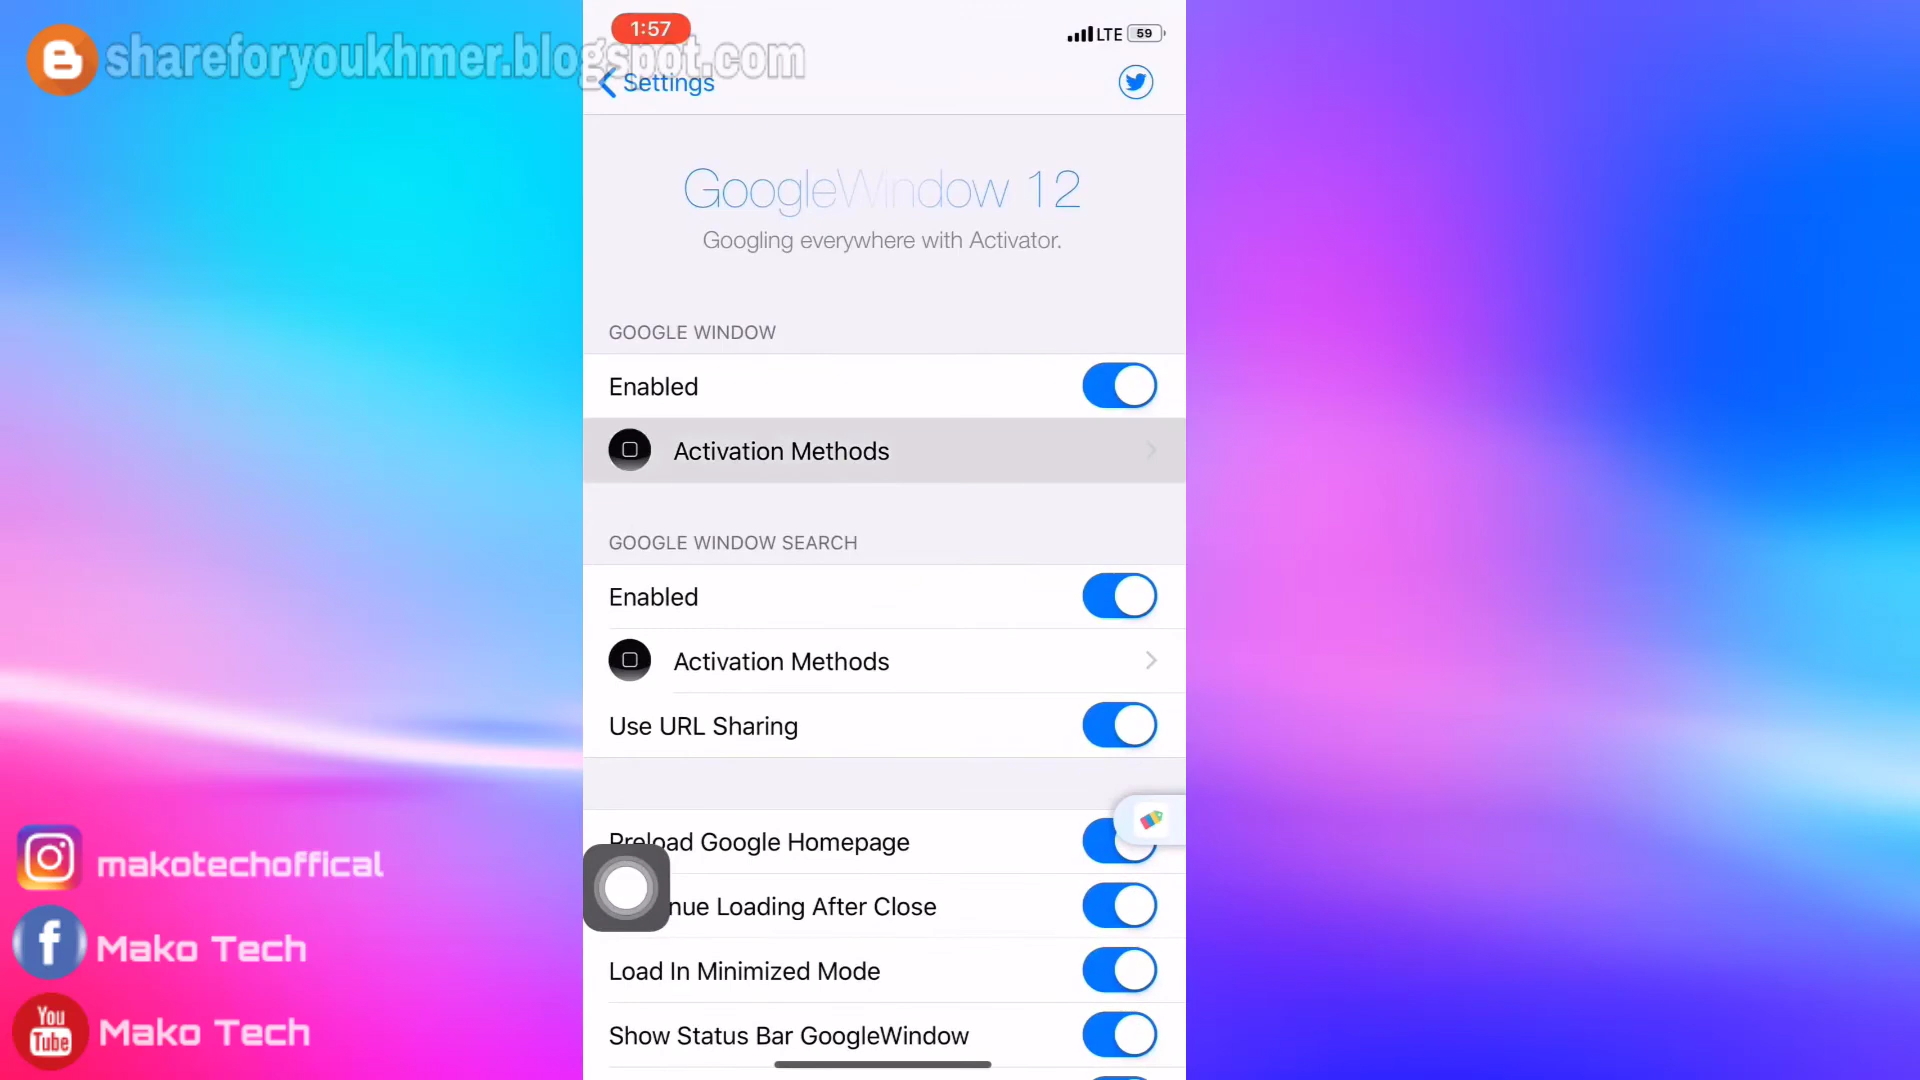 shareforyoukhmer.blogspot.com
1:57
LTE 59
Settings
GoogleWindow 12
Googling everywhere with Activator.
GOOGLE WINDOW
Enabled
Activation Methods
GOOGLE WINDOW SEARCH
Enabled
Activation Methods
Use URL Sharing
Preload Google Homepage
nue Loading After Close
Load In Minimized Mode
Show Status Bar GoogleWindow
makotechoffical
Mako Tech
You Tube
Mako Tech